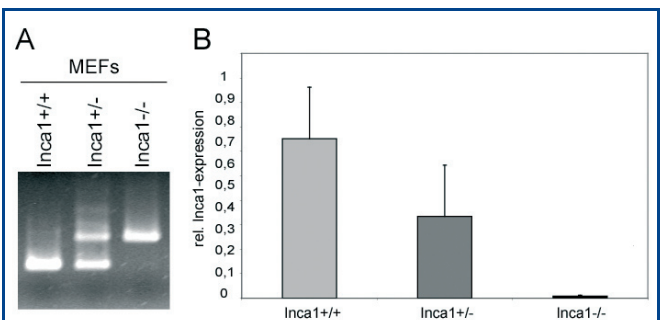 A
MEFs
Inca1+/+
Inca1+/-
Inca1-/-
B
rel. Inca1-expression
1
0,9
0,8
0,7
0,6
0,5
0,4
0,3
0,2
0,1
0
Inca1+/+
Inca1+/-
Inca1-/-